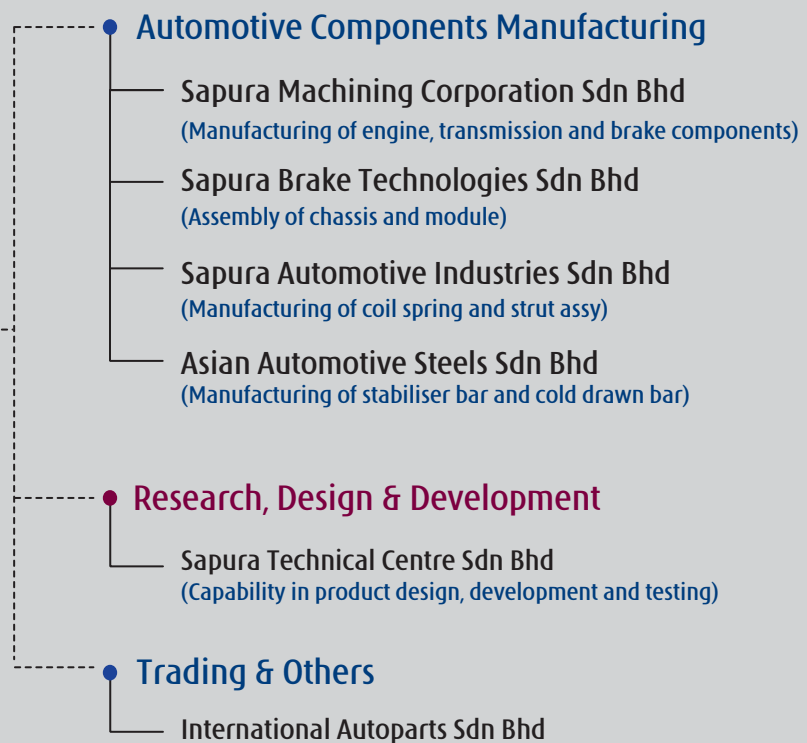 Automotive Components Manufacturing
Sapura Machining Corporation Sdn Bhd
(Manufacturing of engine, transmission and brake components)
Sapura Brake Technologies Sdn Bhd
(Assembly of chassis and module)
Sapura Automotive Industries Sdn Bhd
(Manufacturing of coil spring and strut assy)
Asian Automotive Steels Sdn Bhd
(Manufacturing of stabiliser bar and cold drawn bar)
Research, Design & Development
Sapura Technical Centre Sdn Bhd
(Capability in product design, development and testing)
Trading & Others
International Autoparts Sdn Bhd